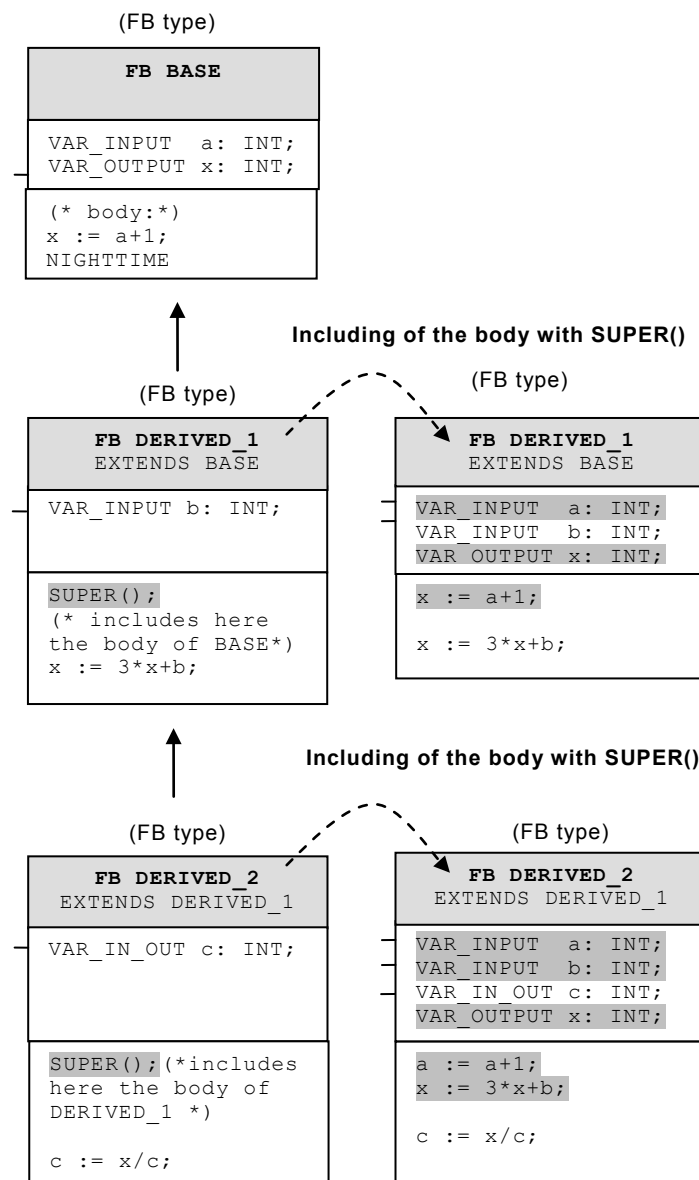 (FB type)
FB BASE
VAR_INPUT a: INT;
VAR_OUTPUT x: INT;
(* body:*)
x := a+1;
NIGHTTIME
Including of the body with SUPER()
(FB type)
FB DERIVED_1
EXTENDS BASE
VAR_INPUT b: INT;
SUPER();
(* includes here
the body of BASE*)
x := 3*x+b;
(FB type)
FB DERIVED_1
EXTENDS BASE
VAR_INPUT a: INT;
VAR_INPUT b: INT;
VAR_OUTPUT x: INT;
x := a+1;
x := 3*x+b;
Including of the body with SUPER()
(FB type)
FB DERIVED_2
EXTENDS DERIVED_1
VAR_IN_OUT c: INT;
SUPER();(*includes
here the body of
DERIVED_1 *)
c := x/c;
(FB type)
FB DERIVED_2
EXTENDS DERIVED_1
VAR_INPUT a: INT;
VAR_INPUT b: INT;
VAR_IN_OUT c: INT;
VAR_OUTPUT x: INT;
a := a+1;
x := 3*x+b;
c := x/c;